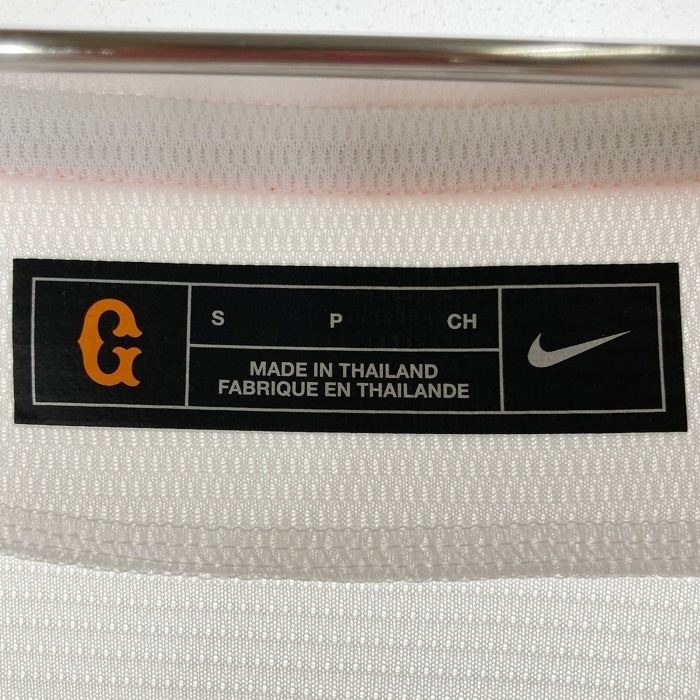 G
S P CH
MADE IN THAILAND
FABRIQUE EN THAILANDE